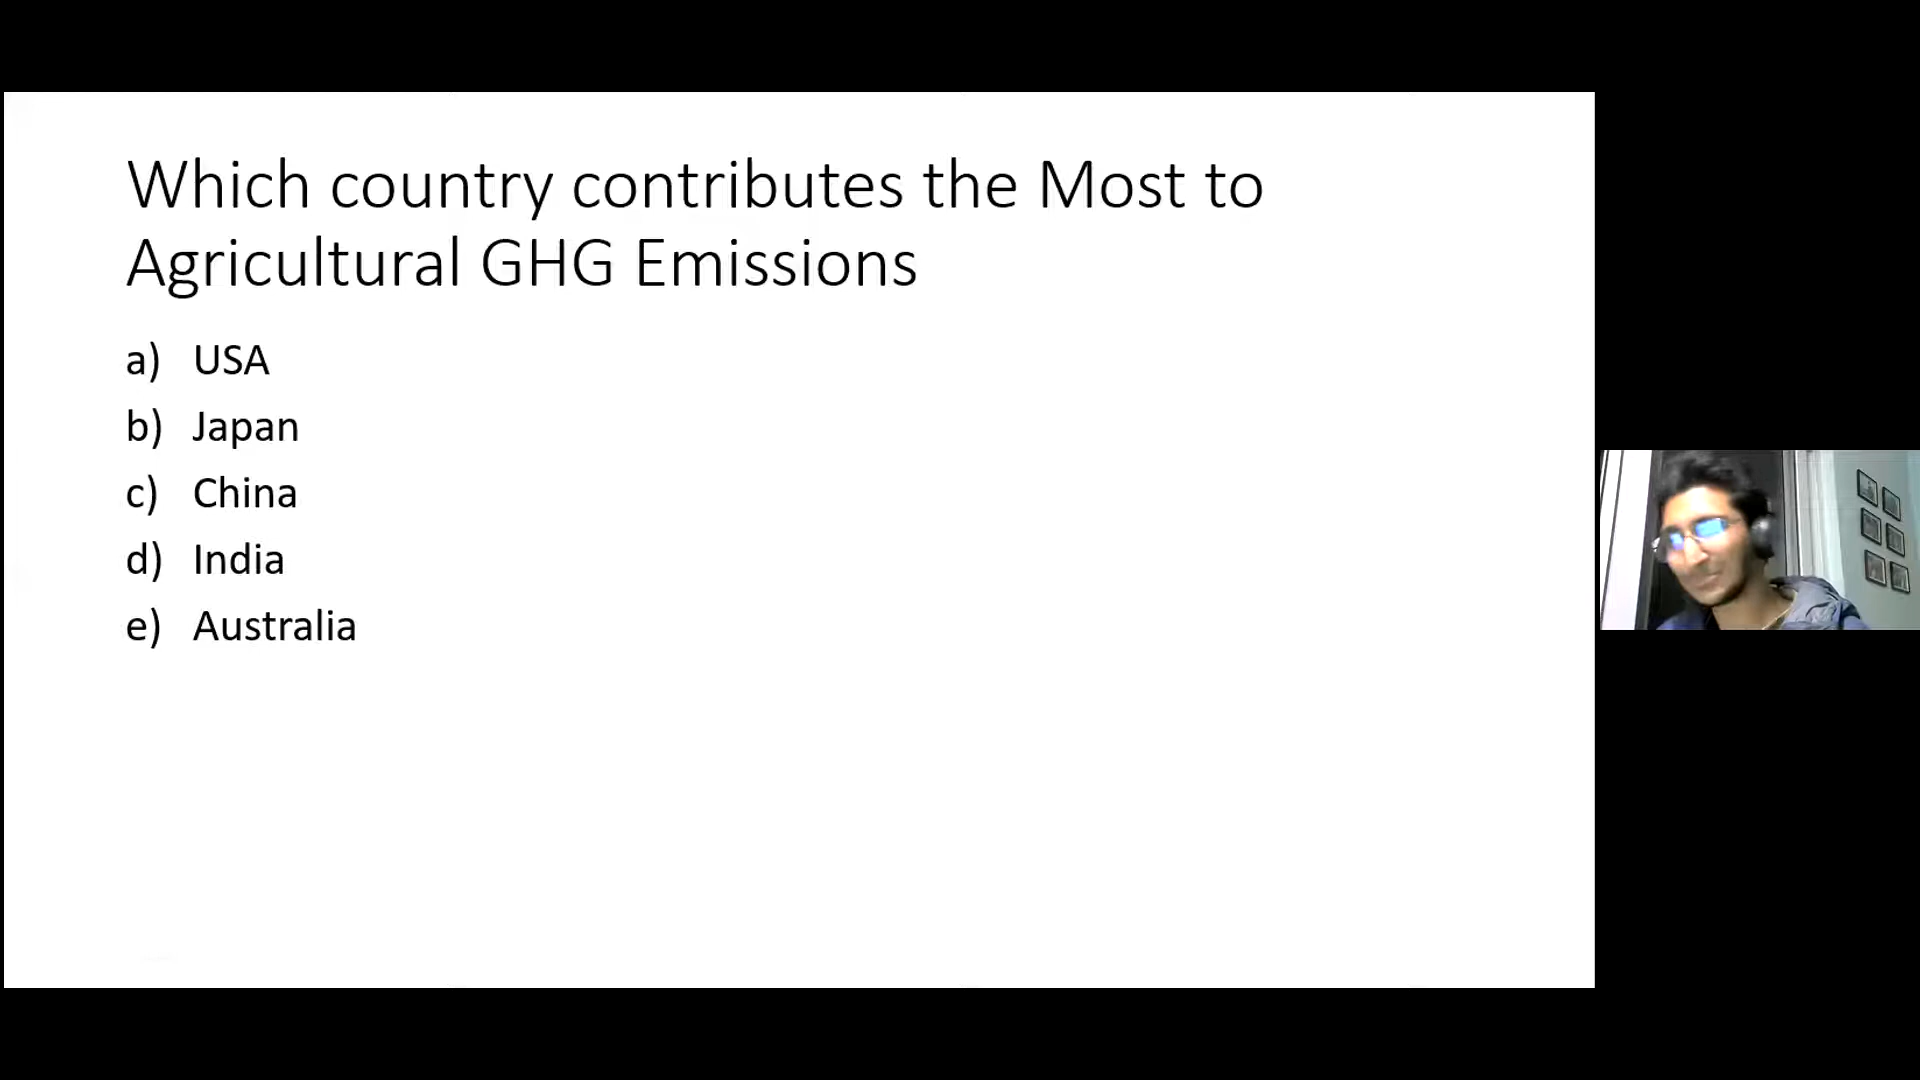 Which country contributes the Most to
Agricultural GHG Emissions
a) USA
b) Japan
c) China
d) India
e) Australia